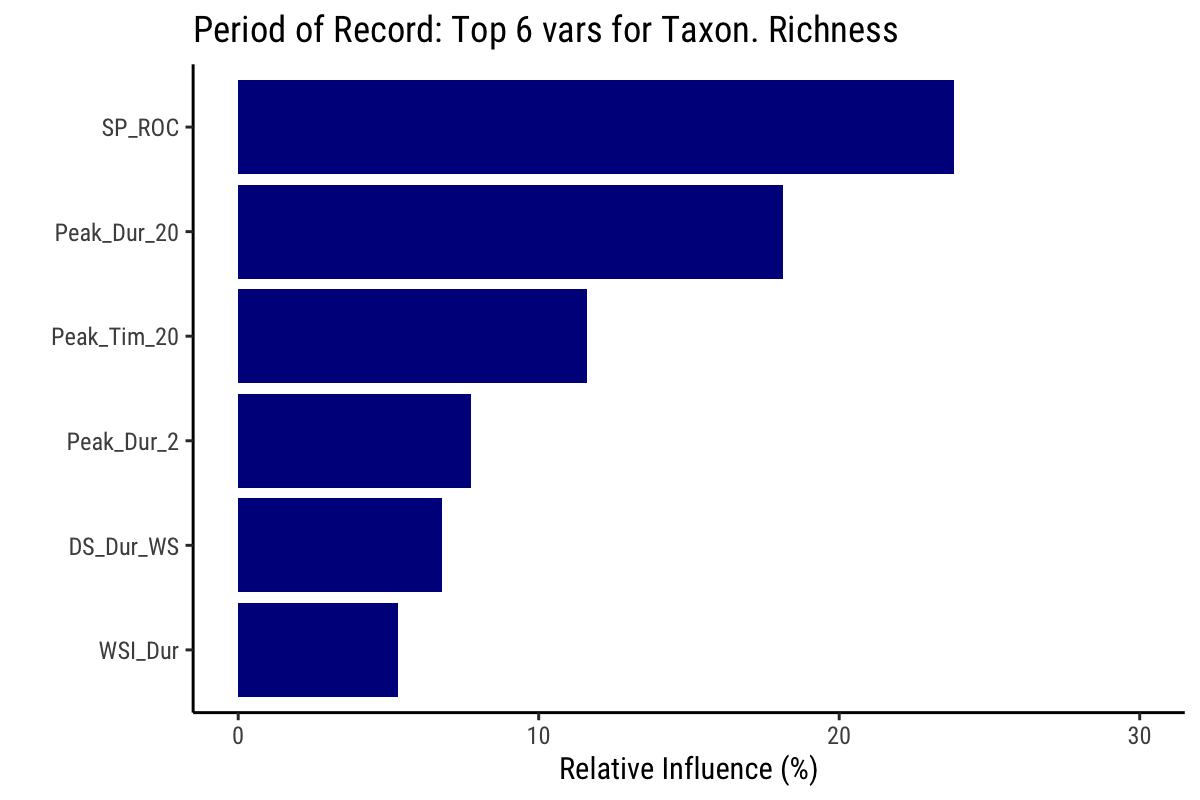 Period of Record: Top 6 vars for Taxon. Richness
SP_ROC
Peak_Dur_20
Peak_Tim_20
Peak_Dur_2
DS_Dur_WS
WSI_Dur
0 10 20 30
Relative Influence (%)